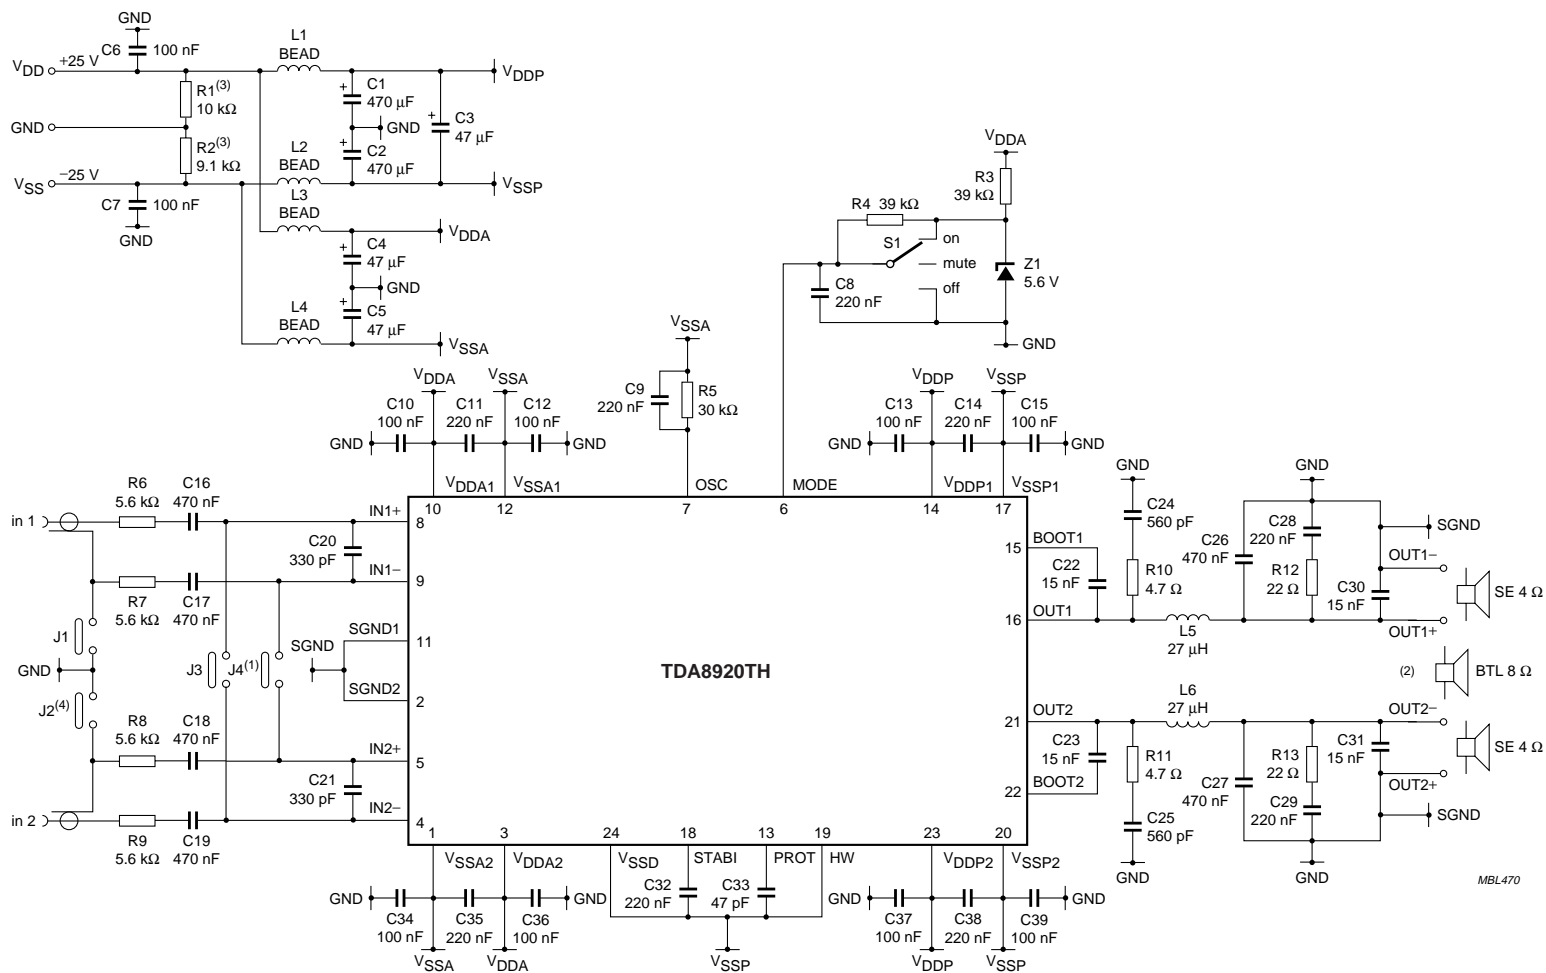 GND
C6 100 nF
L1
BEAD
VDD +25 V
VDDP
R1(3)
10 kΩ
+ C1
470 µF
GND
GND
+ C3
47 µF
R2(3)
9.1 kΩ
+ C2
470 µF
L2
BEAD
VSS −25 V
VSSP
C7 100 nF
GND
L3
BEAD
VDDA
+ C4
47 µF
GND
+ C5
47 µF
L4
BEAD
VSSA
VDDA
R3
39 kΩ
R4 39 kΩ
S1
on
mute
off
C8
220 nF
Z1
5.6 V
GND
VSSA
C9
220 nF
R5
30 kΩ
VDDA
VSSA
C10
100 nF
C11
220 nF
C12
100 nF
GND
GND
VDDP
VSSP
C13
100 nF
C14
220 nF
C15
100 nF
GND
GND
VDDA1
VSSA1
OSC
MODE
VDDP1
VSSP1
10
12
7
6
14
17
in 1
R6
5.6 kΩ
C16
470 nF
IN1+
8
C20
330 pF
IN1−
9
R7
5.6 kΩ
C17
470 nF
J1
GND
J2(4)
J3
J4(1)
SGND
SGND1
11
SGND2
2
R8
5.6 kΩ
C18
470 nF
IN2+
5
C21
330 pF
IN2−
4
in 2
R9
5.6 kΩ
C19
470 nF
TDA8920TH
15
BOOT1
C22
15 nF
16
OUT1
GND
C24
560 pF
R10
4.7 Ω
L5
27 µH
GND
C26
470 nF
C28
220 nF
R12
22 Ω
C30
15 nF
SGND
OUT1−
OUT1+
SE 4 Ω
(2)
BTL 8 Ω
21
OUT2
C23
15 nF
22
BOOT2
L6
27 µH
R11
4.7 Ω
C25
560 pF
GND
C27
470 nF
R13
22 Ω
C29
220 nF
C31
15 nF
OUT2−
OUT2+
SE 4 Ω
SGND
GND
1
3
24
18
13
19
23
20
VSSA2
VDDA2
VSSD
STABI
PROT
HW
VDDP2
VSSP2
GND
C34
100 nF
C35
220 nF
C36
100 nF
GND
VSSA
VDDA
C32
220 nF
C33
47 pF
VSSP
GND
C37
100 nF
C38
220 nF
C39
100 nF
GND
VDDP
VSSP
MBL470